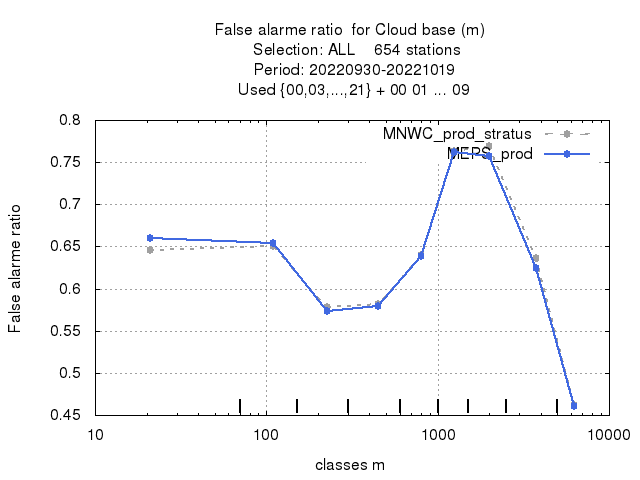 False alarme ratio  for Cloud base (m)
Selection: ALL    654 stations
Period: 20220930-20221019
Used {00,03,...,21} + 00 01 ... 09
MNWC_prod_stratus
MEPS_prod
False alarme ratio
0.8
0.75
0.7
0.65
0.6
0.55
0.5
0.45
10 100 1000 10000
classes m